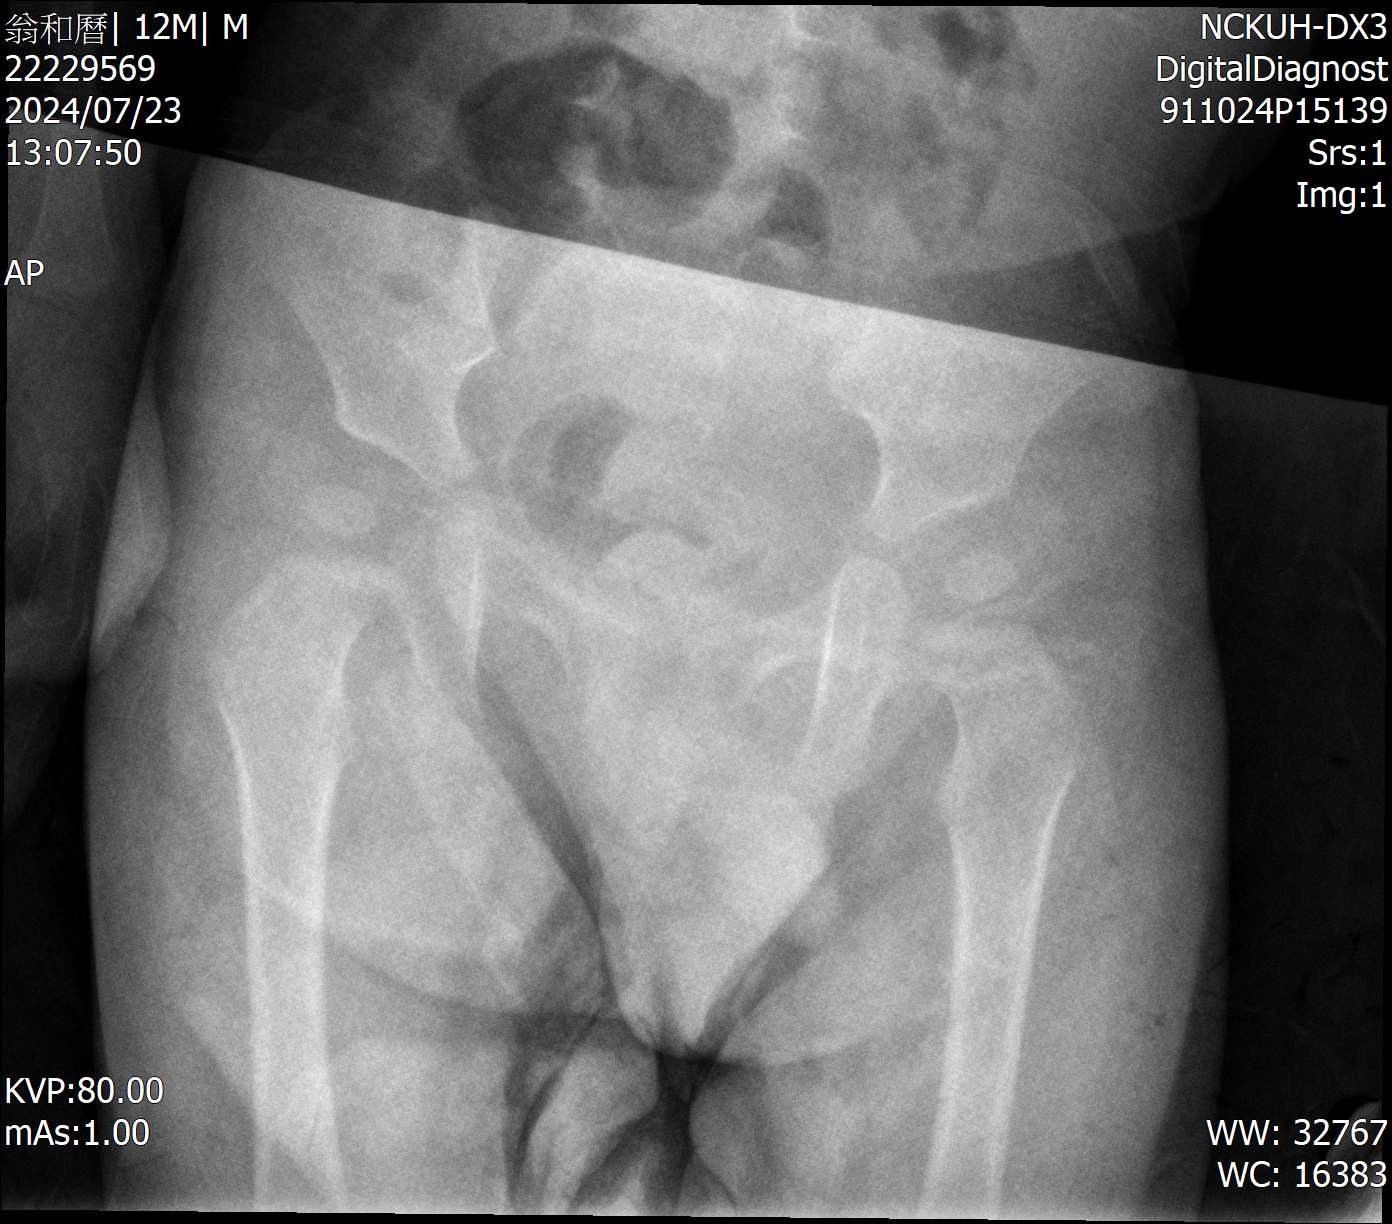 翁和曆| 12M| M
22229569
2024/07/23
13:07:50
AP
NCKUH-DX3
DigitalDiagnost
911024P15139
Srs:1
Img:1
KVP:80.00
mAs:1.00
WW: 32767
WC: 16383